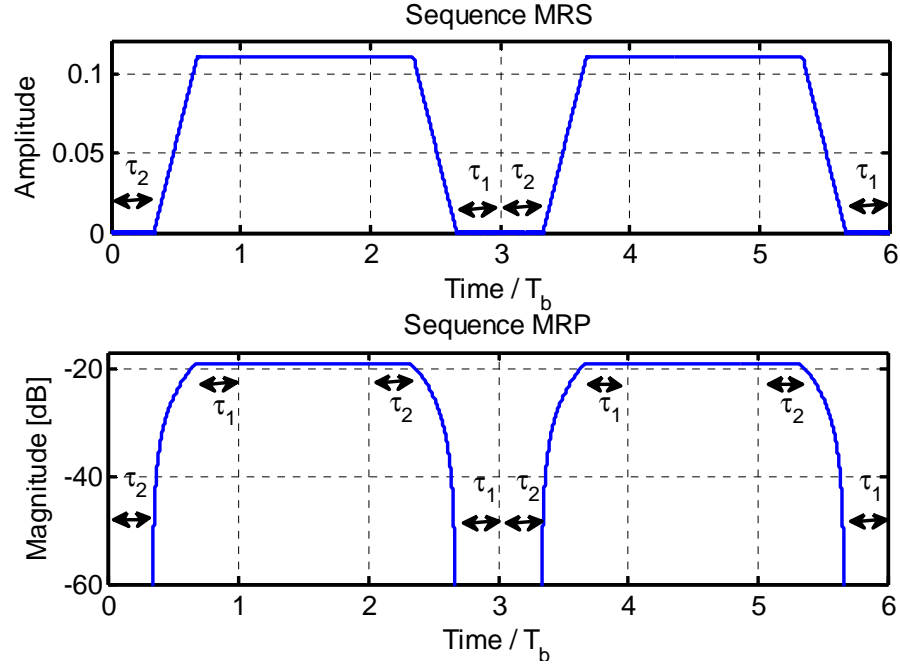 Sequence MRS
Amplitude
0.1
0.05
0
τ2
τ1
τ2
τ1
0 1 2 3 4 5 6
Time / Tb
Sequence MRP
Magnitude [dB]
-20
-40
-60
τ1
τ2
τ1
τ2
τ2
τ1
τ2
τ1
0 1 2 3 4 5 6
Time / Tb